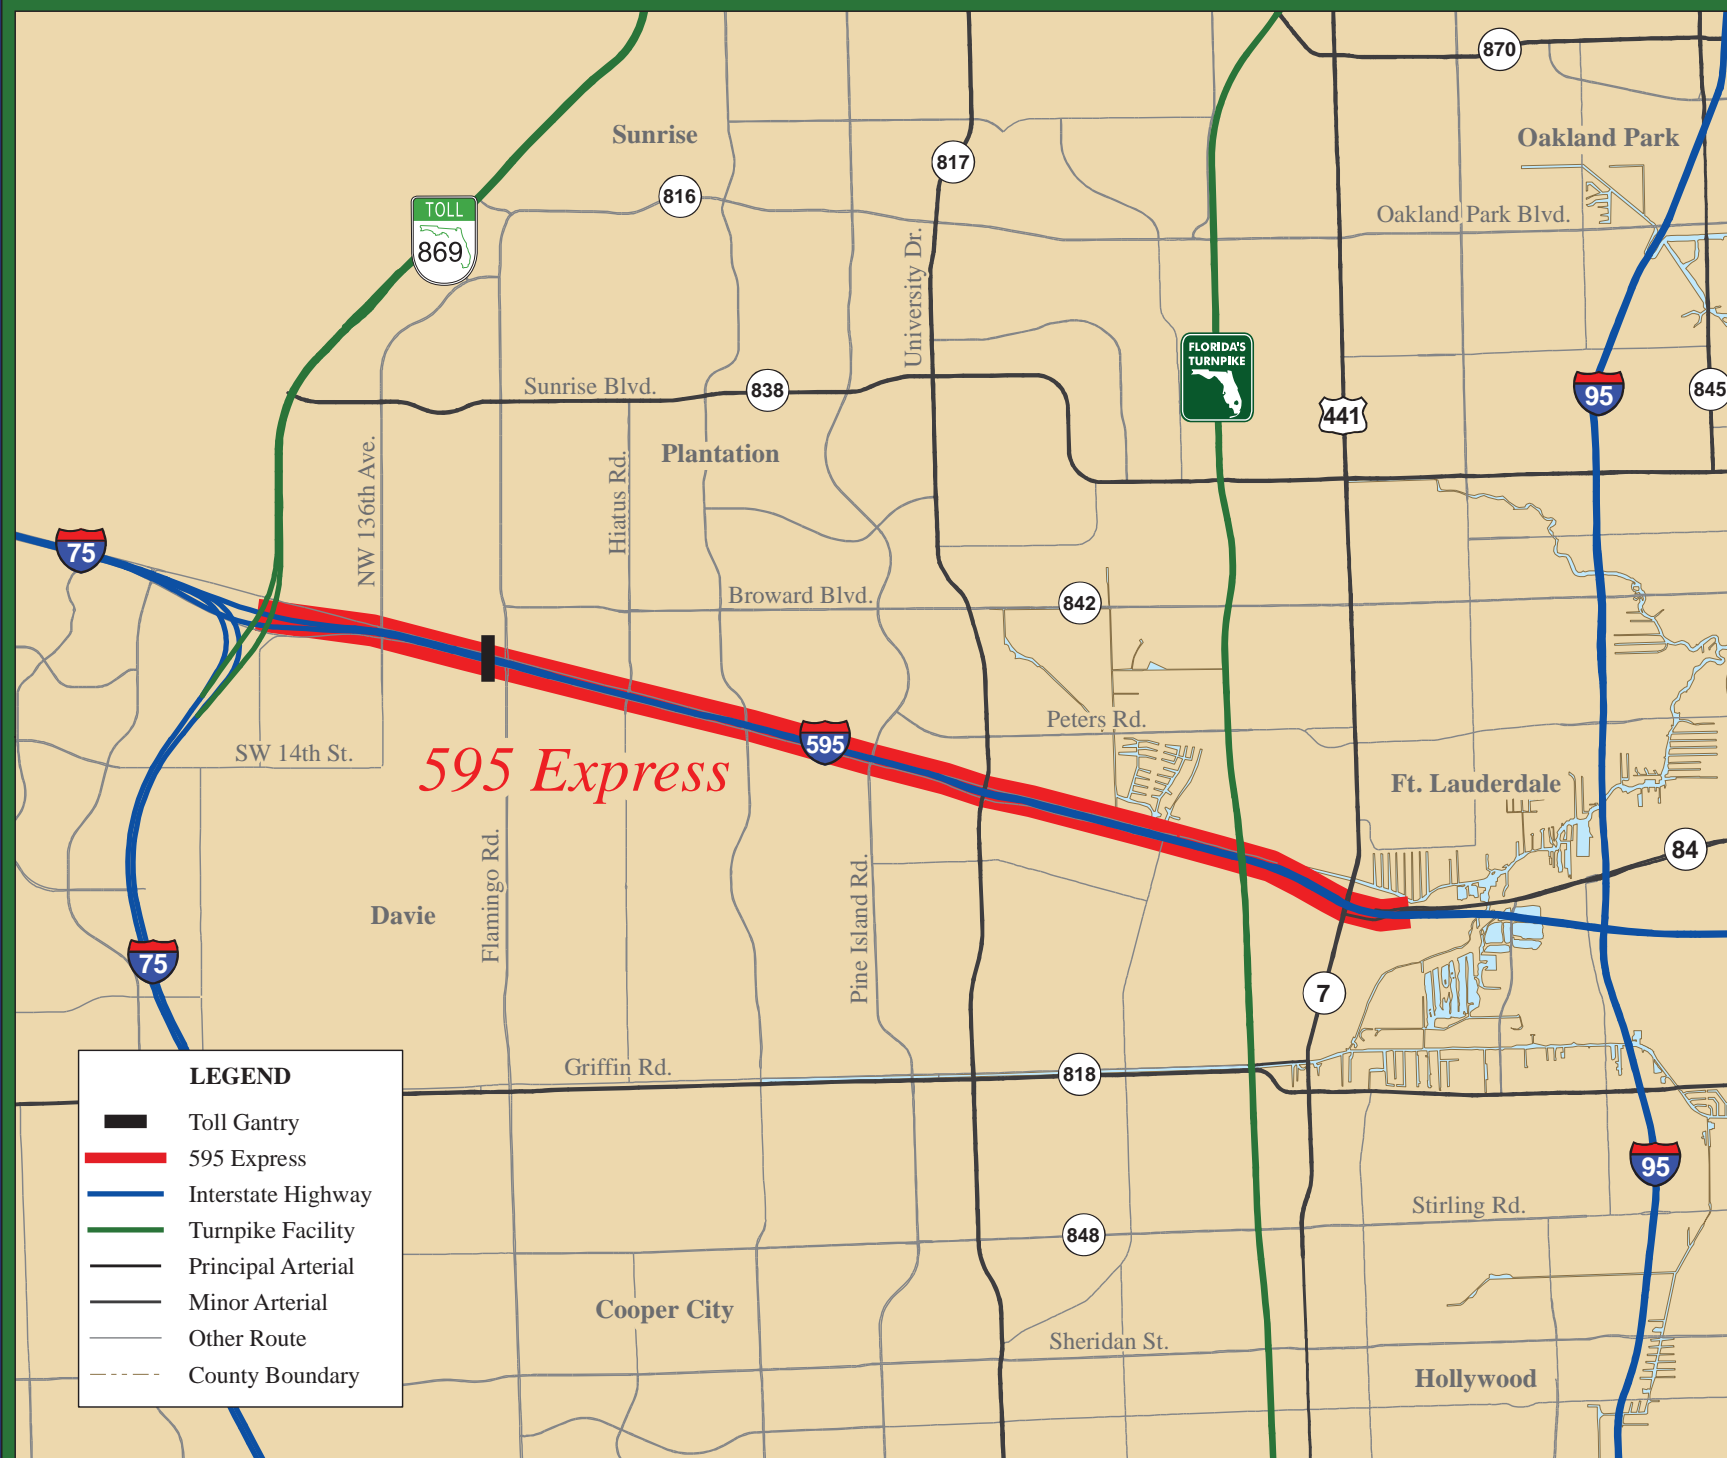 870
Sunrise
Oakland Park
817
816
TOLL
869
Oakland Park Blvd.
University Dr.
FLORIDA'S
TURNPIKE
Sunrise Blvd.
838
95
845
441
Plantation
NW 136th Ave.
Hiatus Rd.
75
Broward Blvd.
842
Peters Rd.
595
SW 14th St.
595 Express
Ft. Lauderdale
84
Flamingo Rd.
Pine Island Rd.
Davie
75
7
Griffin Rd.
818
LEGEND
Toll Gantry
595 Express
Interstate Highway
Turnpike Facility
Principal Arterial
Minor Arterial
Other Route
County Boundary
95
Stirling Rd.
848
Cooper City
Sheridan St.
Hollywood